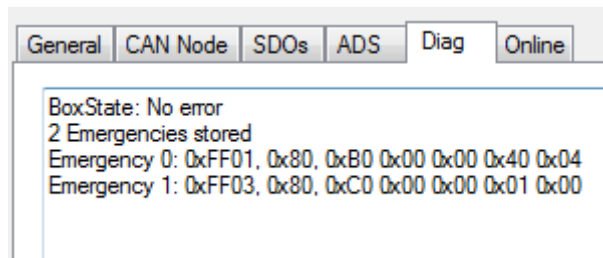 General CAN Node SDOs ADS Diag Online
BoxState: No error
2 Emergencies stored
Emergency 0: 0xFF01, 0x80, 0xB0 0x00 0x00 0x40 0x04
Emergency 1: 0xFF03, 0x80, 0xC0 0x00 0x00 0x01 0x00